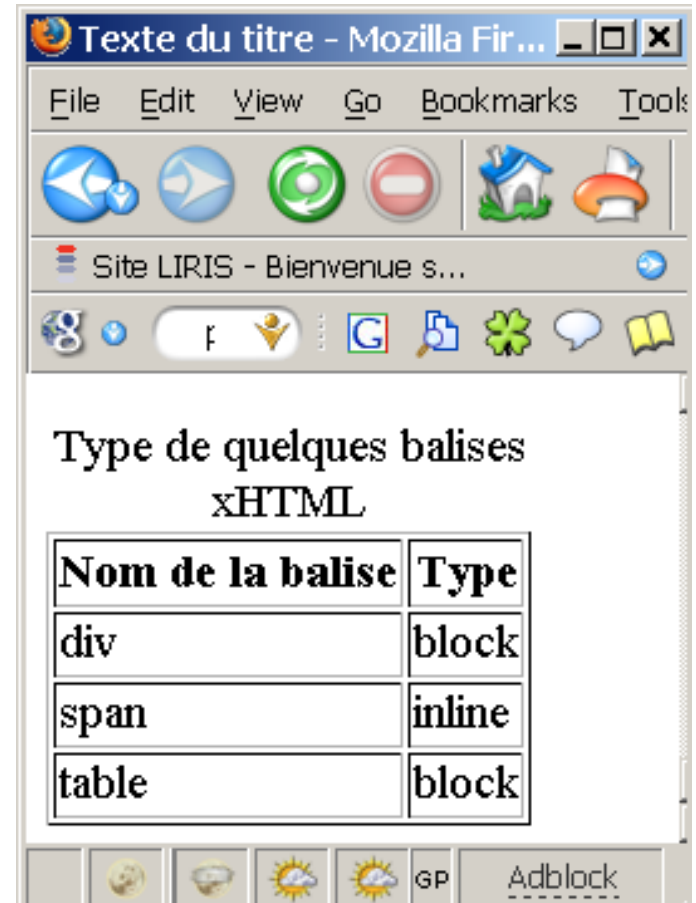 Texte du titre - Mozilla Fir...
File Edit View Go Bookmarks Tools
Site LIRIS - Bienvenue s...
Type de quelques balises
xHTML
Nom de la balise Type
div block
span inline
table block
GP Adblock